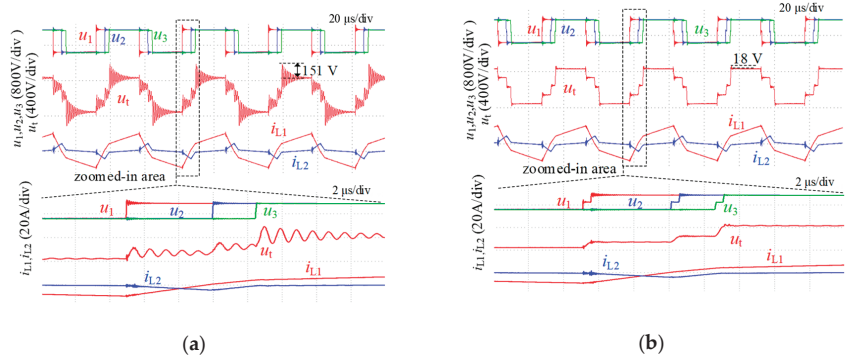 20 μs/div
u1 u2 u3
151 V
ut
iL1
iL2
zoomed-in area
2 μs/div
u1 u2 u3
ut
iL2 iL1
u1,u2,u3 (800V/div)
ut (400V/div)
iL1,iL2 (20A/div)
(a)
20 μs/div
u1 u2 u3
18 V
ut
iL1
iL2
zoomed-in area
2 μs/div
u1 u2 u3
ut
iL2 iL1
u1,u2,u3 (800V/div)
ut (400V/div)
iL1,iL2 (20A/div)
(b)